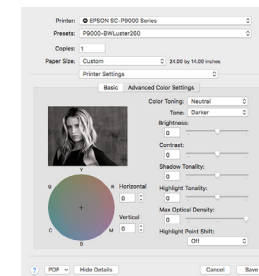 Printer: EPSON SC-P9000 Series
Presets: P9000-BWLuster260
Copies: 1
Paper Size: Custom 24.00 by 14.00 inches
Printer Settings
Basic Advanced Color Settings
Color Toning: Neutral
Tone: Darker
Brightness:
0
Contrast:
0
Shadow Tonality:
0
Highlight Tonality:
0
Max Optical Density:
0
Highlight Point Shift:
Off
Y
G R
C M
B
Horizontal
0
Vertical
0
? PDF Hide Details Cancel Save